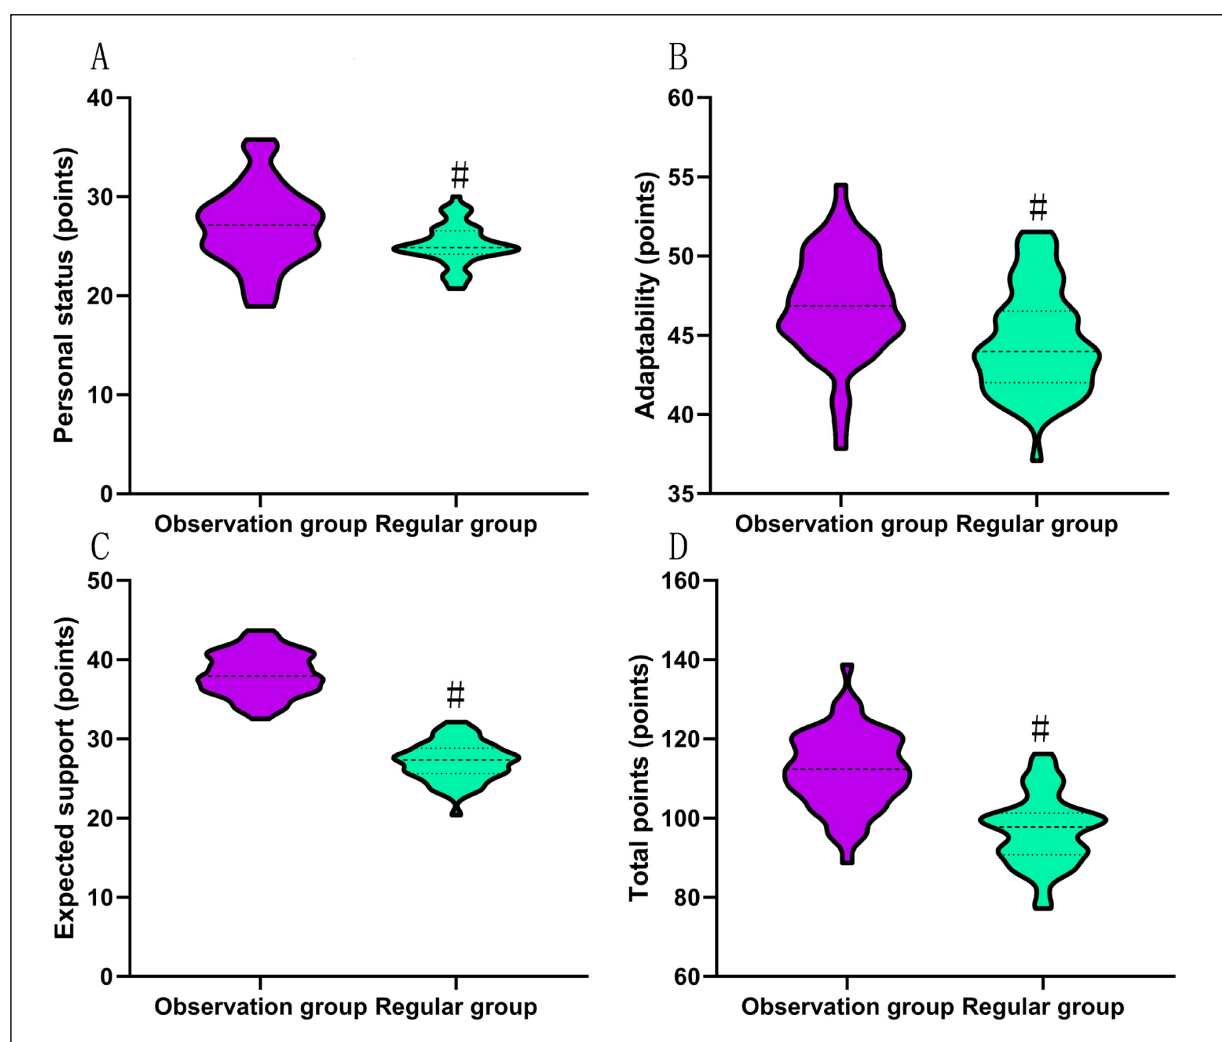 A
Personal status (points)
40
30
20
10
0
#
Observation group Regular group
B
Adaptability (points)
60
55
50
45
40
35
#
Observation group Regular group
C
Expected support (points)
50
40
30
20
10
0
#
Observation group Regular group
D
Total points (points)
160
140
120
100
80
60
#
Observation group Regular group